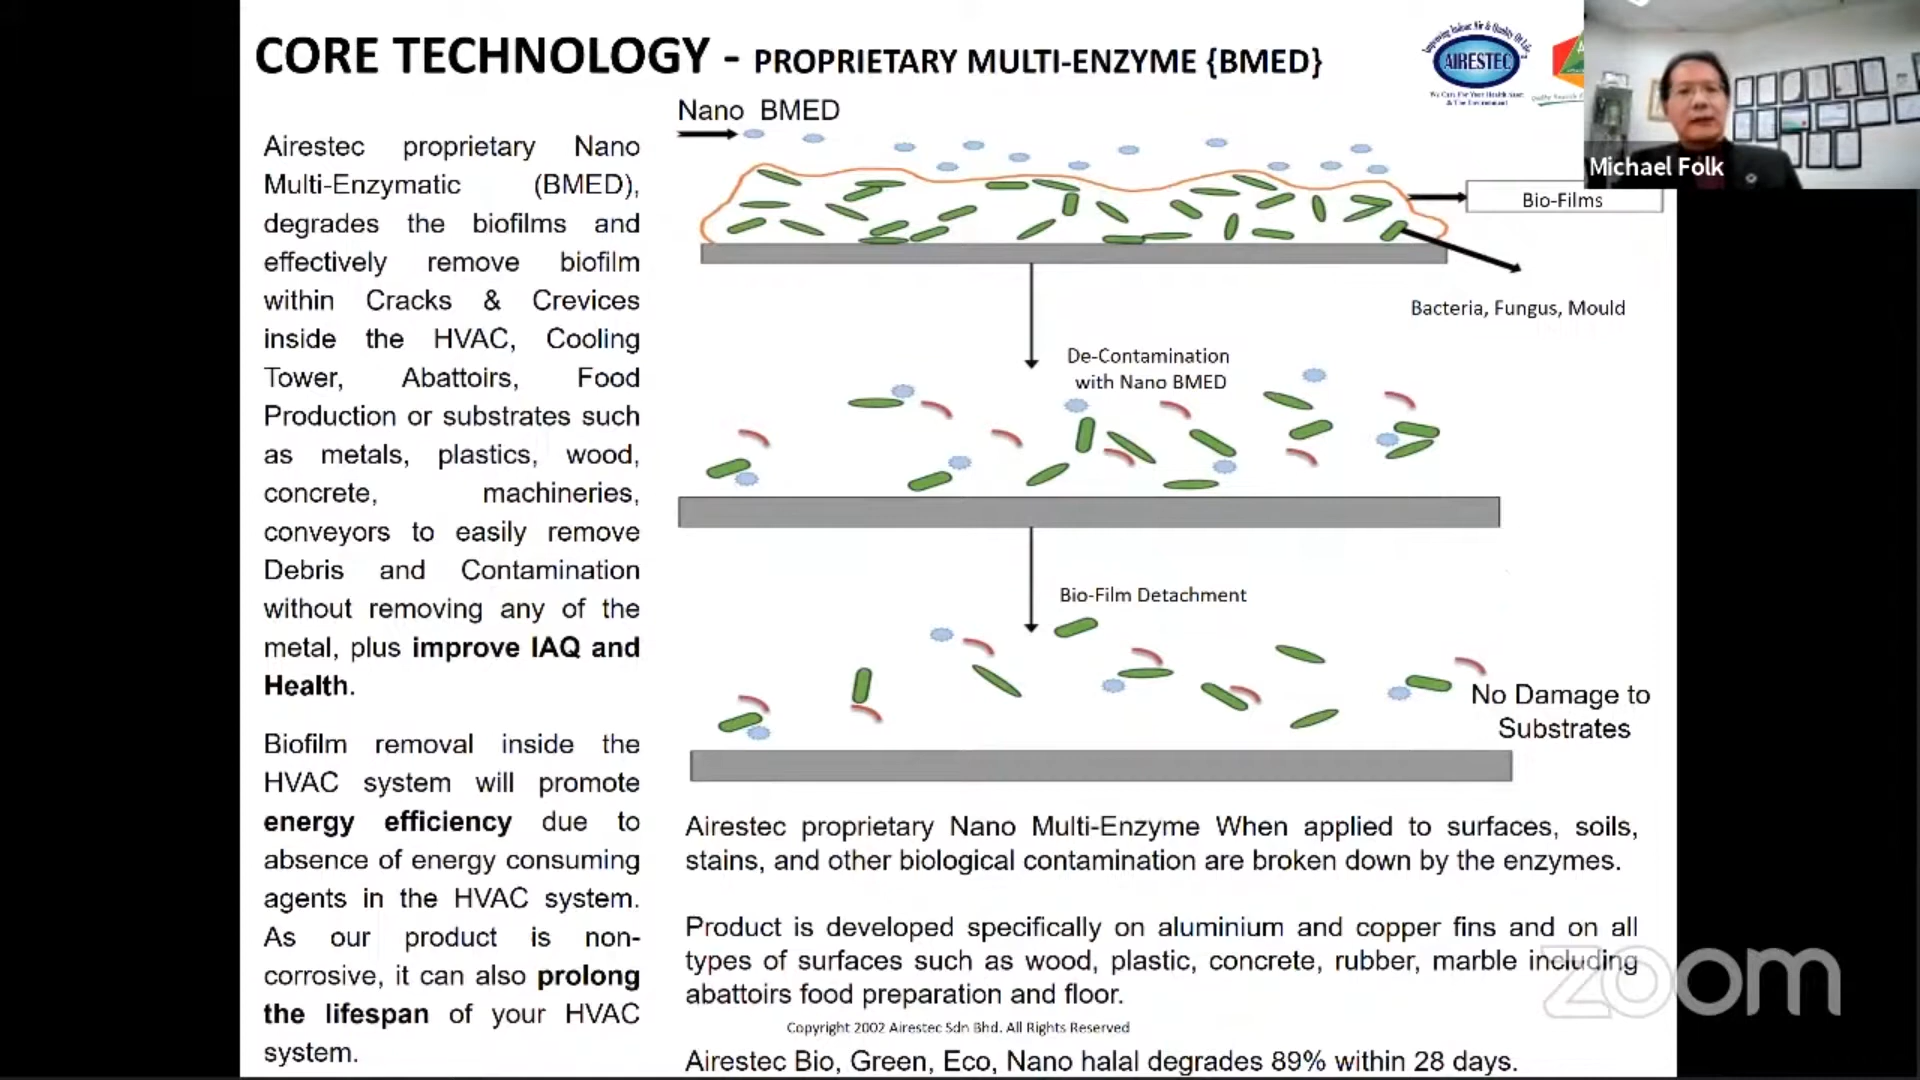 CORE TECHNOLOGY - PROPRIETARY MULTI-ENZYME {BMED}
AIRESTEC
We Care For Your Health Asset
& The Environment
Michael Folk
Airestec proprietary Nano
Multi-Enzymatic (BMED),
degrades the biofilms and
effectively remove biofilm
within Cracks & Crevices
inside the HVAC, Cooling
Tower, Abattoirs, Food
Production or substrates such
as metals, plastics, wood,
concrete, machineries,
conveyors to easily remove
Debris and Contamination
without removing any of the
metal, plus improve IAQ and
Health.
Biofilm removal inside the
HVAC system will promote
energy efficiency due to
absence of energy consuming
agents in the HVAC system.
As our product is non-
corrosive, it can also prolong
the lifespan of your HVAC
system.
Nano BMED
Bio-Films
Bacteria, Fungus, Mould
De-Contamination
with Nano BMED
Bio-Film Detachment
No Damage to
Substrates
Airestec proprietary Nano Multi-Enzyme When applied to surfaces, soils,
stains, and other biological contamination are broken down by the enzymes.
Product is developed specifically on aluminium and copper fins and on all
types of surfaces such as wood, plastic, concrete, rubber, marble including
abattoirs food preparation and floor.
zoom
Copyright 2002 Airestec Sdn Bhd. All Rights Reserved
Airestec Bio, Green, Eco, Nano halal degrades 89% within 28 days.